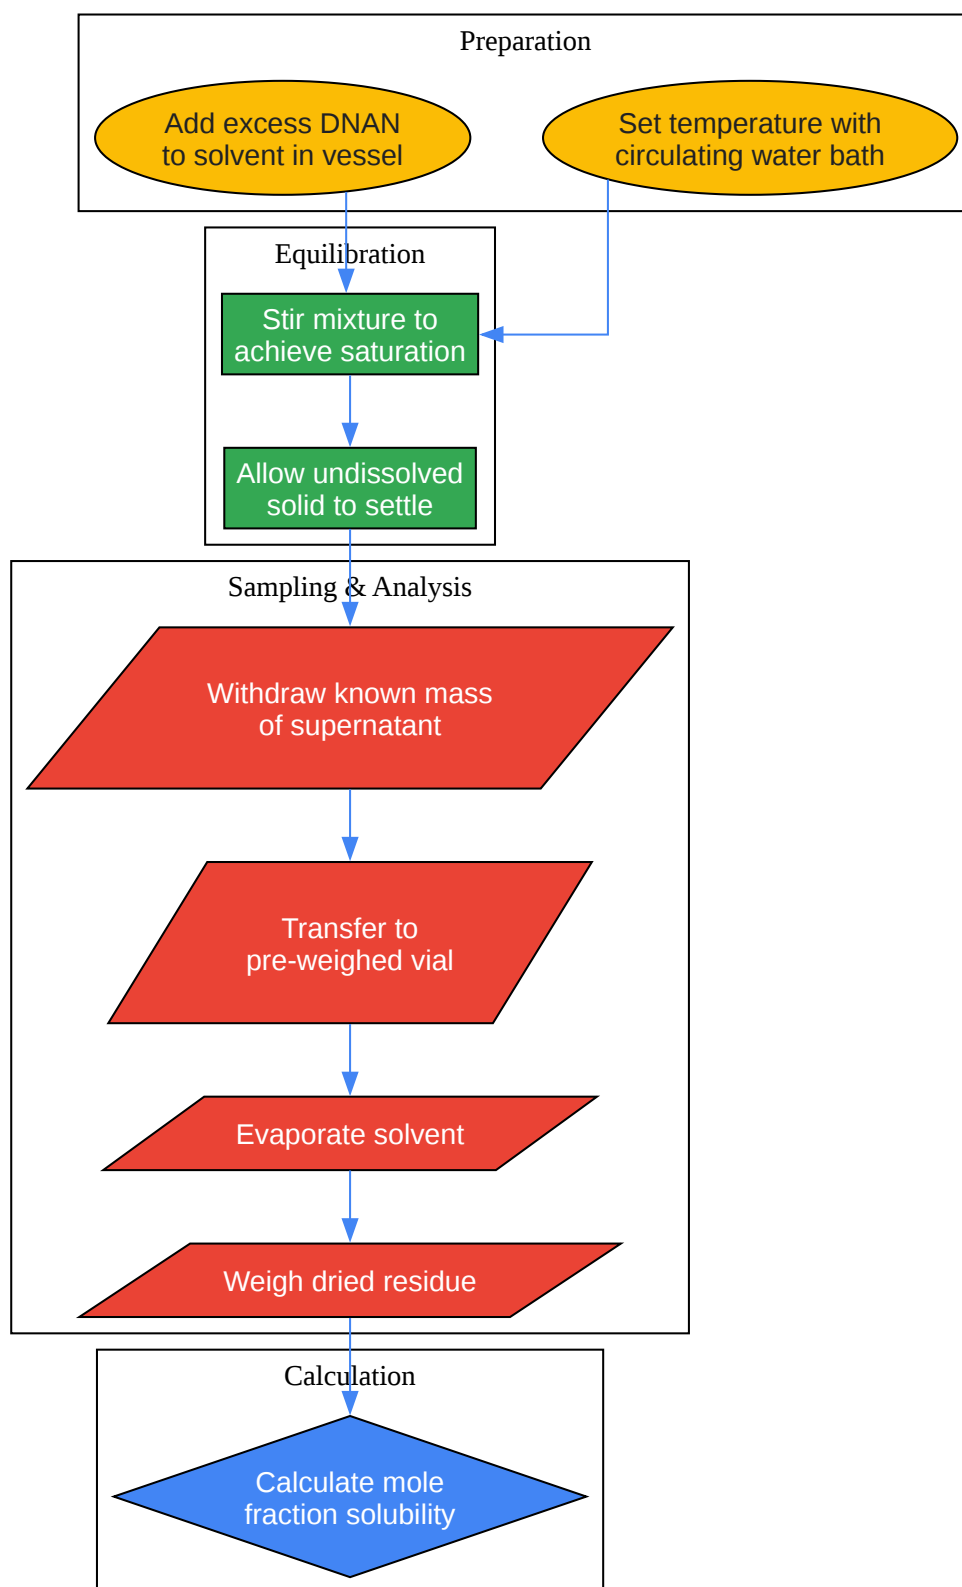 Preparation
Add excess DNAN
to solvent in vessel
Set temperature with
circulating water bath
Equilibration
Stir mixture to
achieve saturation
Allow undissolved
solid to settle
Sampling & Analysis
Withdraw known mass
of supernatant
Transfer to
pre-weighed vial
Evaporate solvent
Weigh dried residue
Calculation
Calculate mole
fraction solubility